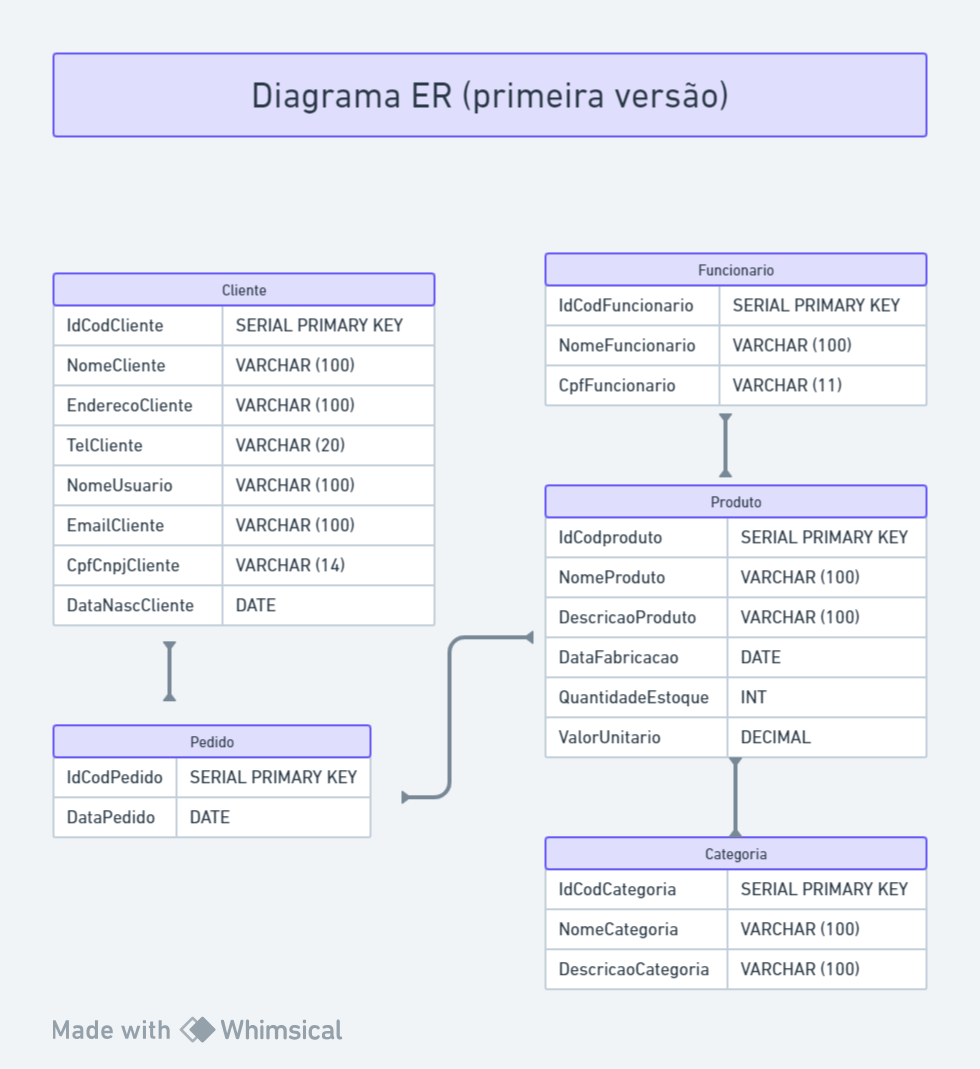 Diagrama ER (primeira versão)
Cliente
IdCodCliente SERIAL PRIMARY KEY
NomeCliente VARCHAR (100)
EnderecoCliente VARCHAR (100)
TelCliente VARCHAR (20)
NomeUsuario VARCHAR (100)
EmailCliente VARCHAR (100)
CpfCnpjCliente VARCHAR (14)
DataNascCliente DATE
Funcionario
IdCodFuncionario SERIAL PRIMARY KEY
NomeFuncionario VARCHAR (100)
CpfFuncionario VARCHAR (11)
Produto
IdCodproduto SERIAL PRIMARY KEY
NomeProduto VARCHAR (100)
DescricaoProduto VARCHAR (100)
DataFabricacao DATE
QuantidadeEstoque INT
ValorUnitario DECIMAL
Pedido
IdCodPedido SERIAL PRIMARY KEY
DataPedido DATE
Categoria
IdCodCategoria SERIAL PRIMARY KEY
NomeCategoria VARCHAR (100)
DescricaoCategoria VARCHAR (100)
Made with Whimsical